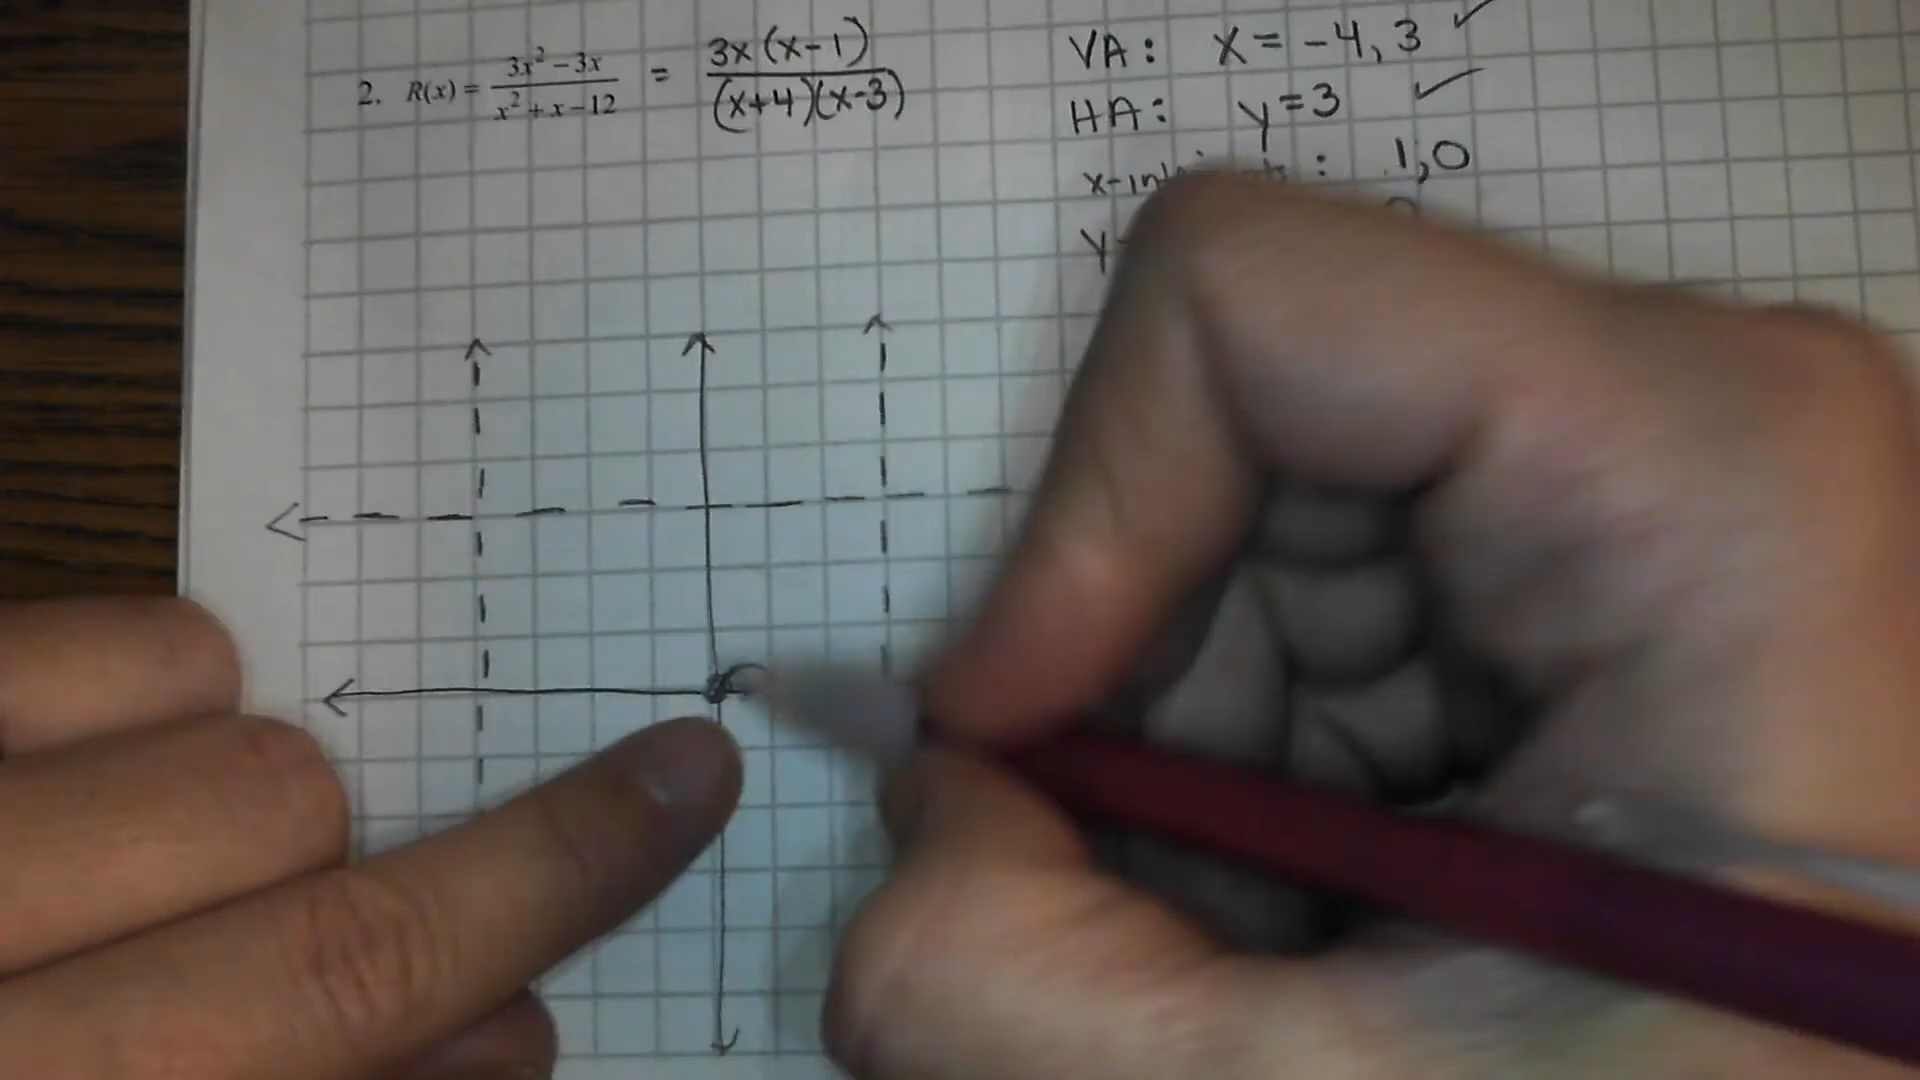 2. R(x) = 3x² - 3x / x² + x - 12 = 3x(x-1) / (x+4)(x-3)
VA: x = -4, 3 ✓
HA: y = 3 ✓
: 1,0